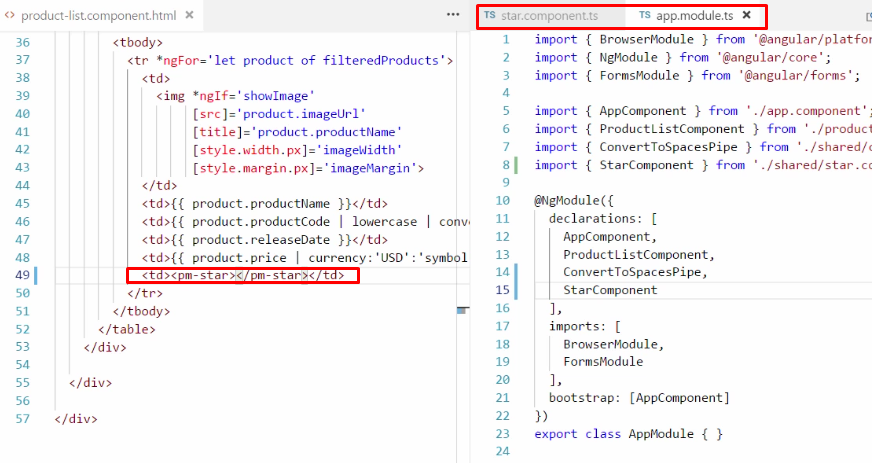 product-list.component.html
36 <tbody>
37 <tr *ngFor='let product of filteredProducts'>
38 <td>
39 <img *ngIf='showImage'
40 [src]='product.imageUrl'
41 [title]='product.productName'
42 [style.width.px]='imageWidth'
43 [style.margin.px]='imageMargin'>
44 </td>
45 <td>{{ product.productName }}</td>
46 <td>{{ product.productCode | lowercase | conve
47 <td>{{ product.releaseDate }}</td>
48 <td>{{ product.price | currency:'USD':'symbol
49 <td><pm-star></pm-star></td>
50 </tr>
51 </tbody>
52 </table>
53 </div>
54
55 </div>
56
57 </div>
TS star.component.ts
TS app.module.ts
1 import { BrowserModule } from '@angular/platfor
2 import { NgModule } from '@angular/core';
3 import { FormsModule } from '@angular/forms';
4
5 import { AppComponent } from './app.component';
6 import { ProductListComponent } from './product
7 import { ConvertToSpacesPipe } from './shared/c
8 import { StarComponent } from './shared/star.co
9
10 @NgModule({
11 declarations: [
12 AppComponent,
13 ProductListComponent,
14 ConvertToSpacesPipe,
15 StarComponent
16 ],
17 imports: [
18 BrowserModule,
19 FormsModule
20 ],
21 bootstrap: [AppComponent]
22 })
23 export class AppModule { }
24